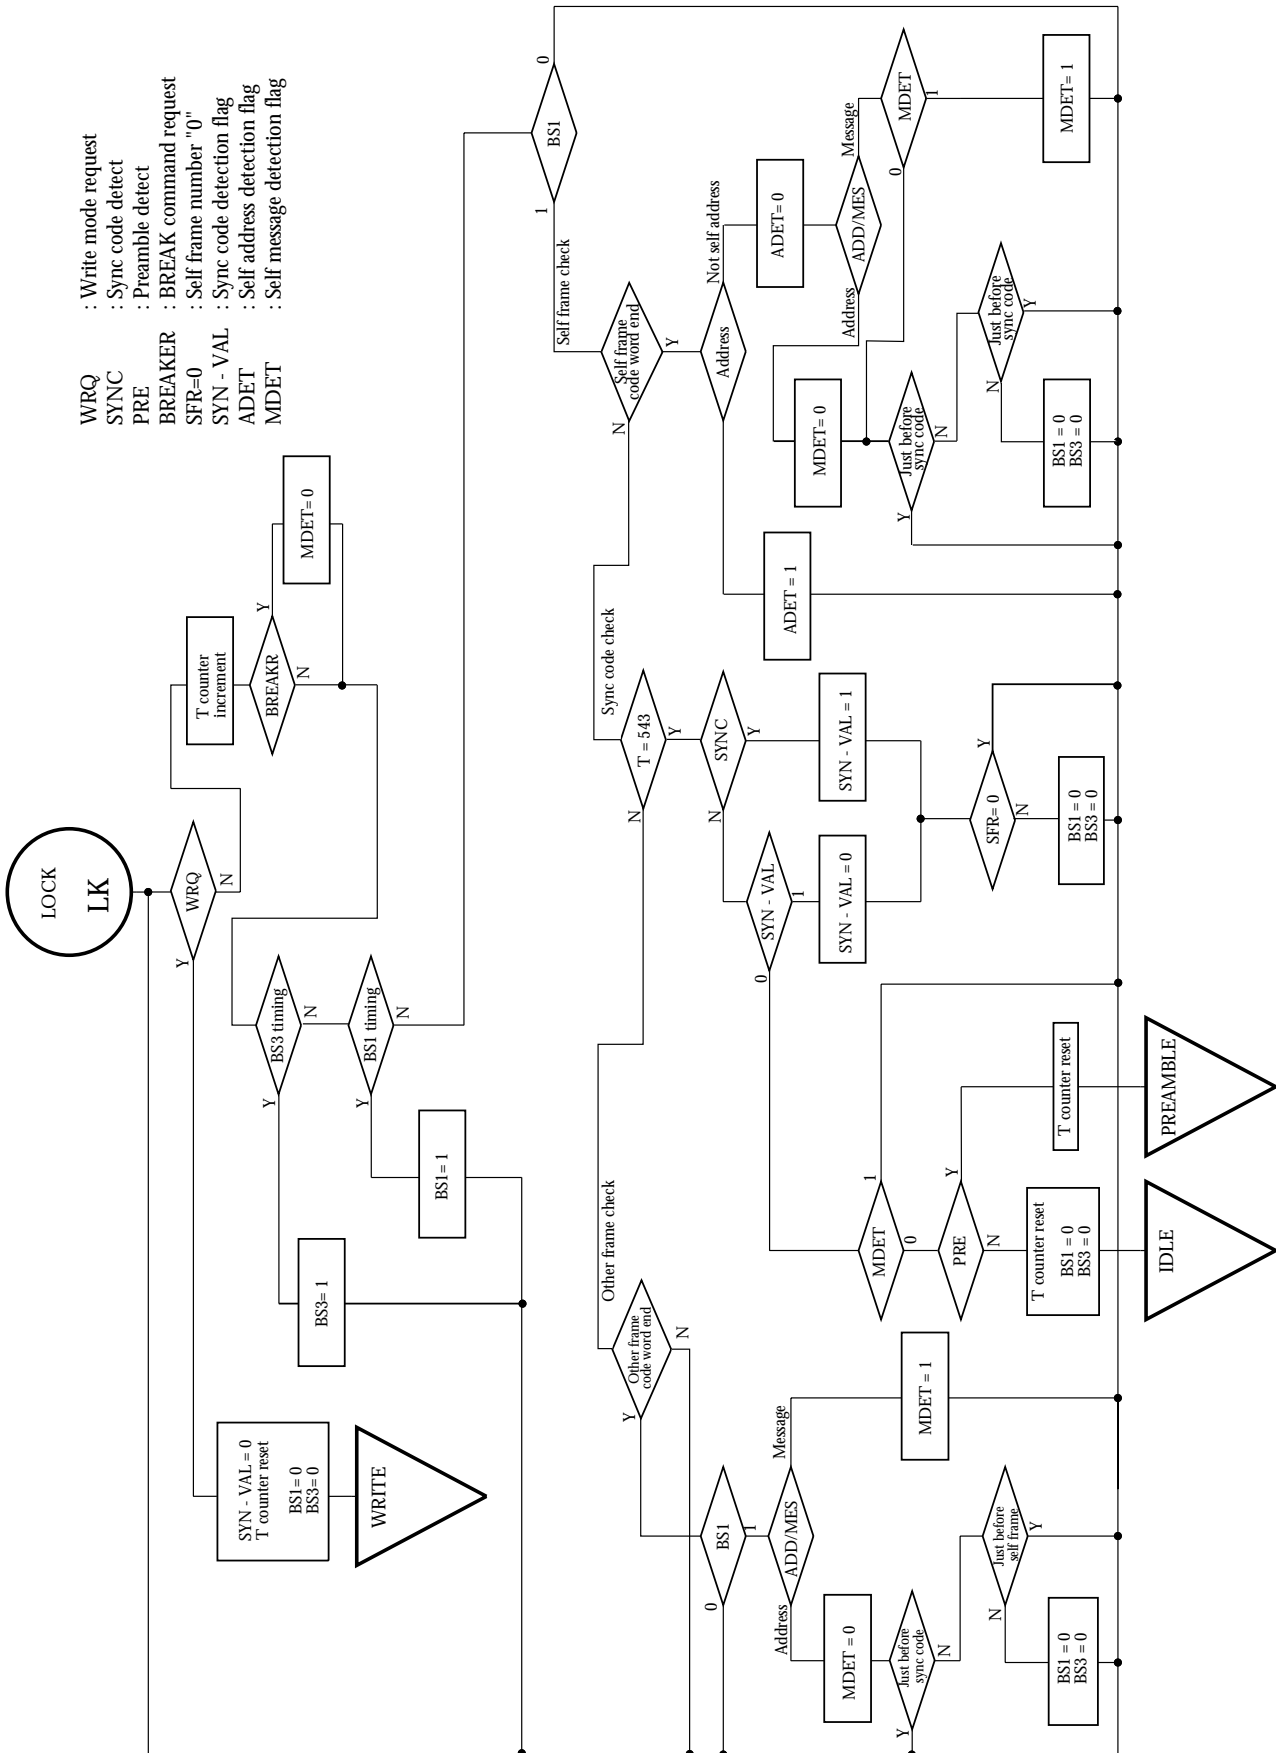 WRQ : Write mode request
SYNC : Sync code detect
PRE : Preamble detect
BREAKER : BREAK command request
SFR=0 : Self frame number "0"
SYN - VAL : Sync code detection flag
ADET : Self address detection flag
MDET : Self message detection flag
LOCK
LK
WRQ
Y
N
SYN - VAL = 0
T counter reset
BS1= 0
BS3= 0
WRITE
T counter
increment
BREAKR
Y
N
MDET= 0
BS3 timing
Y
N
BS3= 1
BS1 timing
Y
N
BS1= 1
BS1
0
1
Self frame check
Self frame
code word end
N
Y
Address
Not self address
ADET = 1
ADET= 0
ADD/MES
Address
Message
MDET
0
1
MDET= 0
MDET= 1
Just before
sync code
Y
N
Just before
sync code
N
Y
BS1 = 0
BS3 = 0
Sync code check
T = 543
N
Y
SYNC
N
Y
SYN - VAL
0
1
SYN - VAL = 0
SYN - VAL = 1
SFR= 0
Y
N
BS1 = 0
BS3 = 0
MDET
1
0
PRE
Y
N
T counter reset
PREAMBLE
T counter reset
BS1 = 0
BS3 = 0
IDLE
Other frame check
Other frame
code word end
Y
N
BS1
0
1
ADD/MES
Address
Message
MDET = 0
MDET = 1
Just before
sync code
Y
N
Just before
self frame
N
Y
BS1 = 0
BS3 = 0